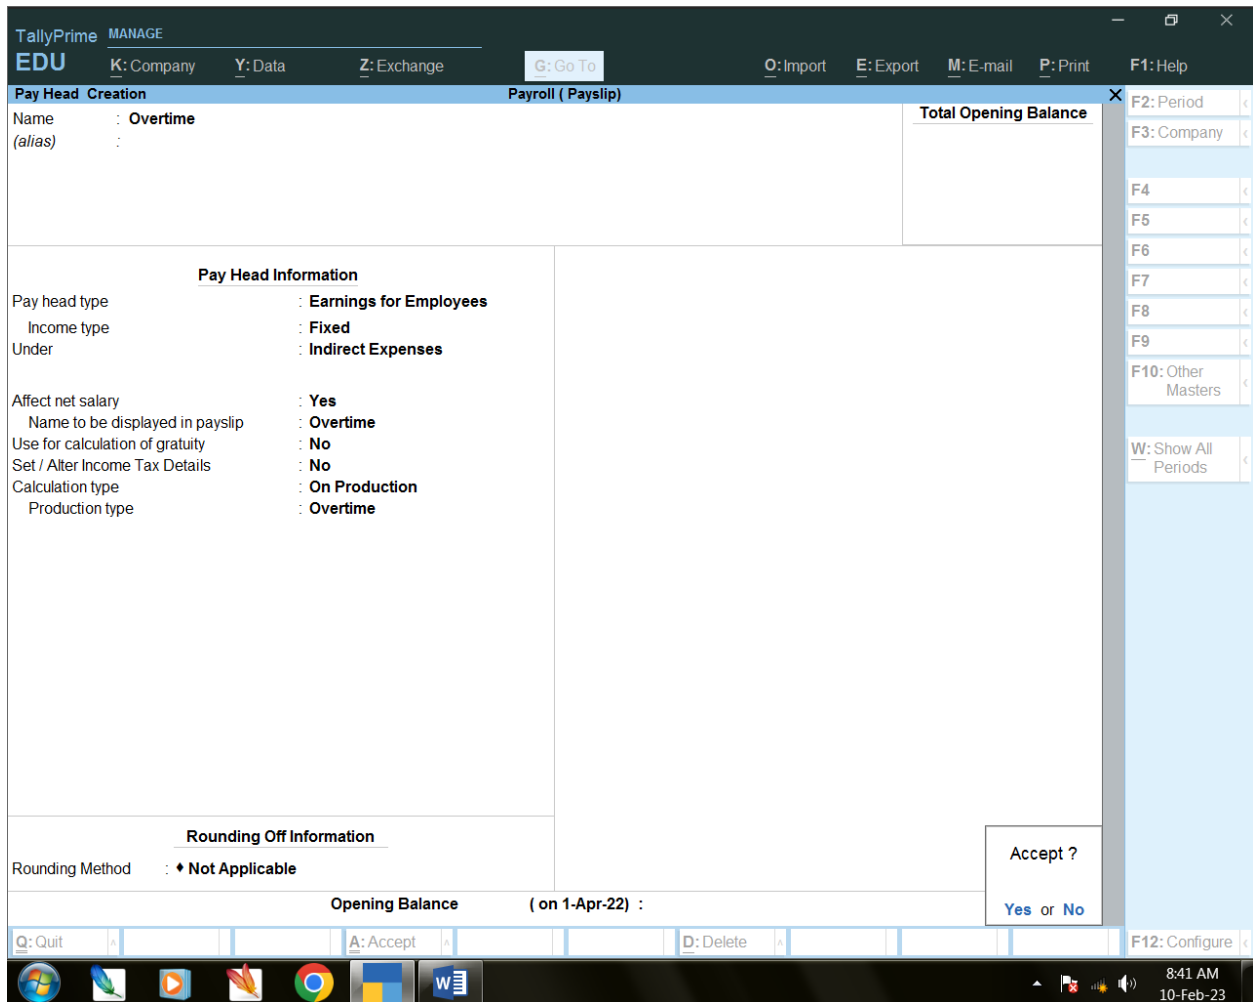 TallyPrime MANAGE
EDU K: Company Y: Data Z: Exchange G: Go To O: Import E: Export M: E-mail P: Print F1: Help
Pay Head Creation Payroll ( Payslip) X
Name : Overtime
(alias) :
Total Opening Balance
Pay Head Information
Pay head type : Earnings for Employees
Income type : Fixed
Under : Indirect Expenses
Affect net salary : Yes
Name to be displayed in payslip : Overtime
Use for calculation of gratuity : No
Set / Alter Income Tax Details : No
Calculation type : On Production
Production type : Overtime
Rounding Off Information
Rounding Method : ♦ Not Applicable
Opening Balance ( on 1-Apr-22) :
Accept ?
Yes or No
F2: Period
F3: Company
F4
F5
F6
F7
F8
F9
F10: Other
Masters
W: Show All
Periods
Q: Quit A: Accept D: Delete F12: Configure
W
8:41 AM
10-Feb-23